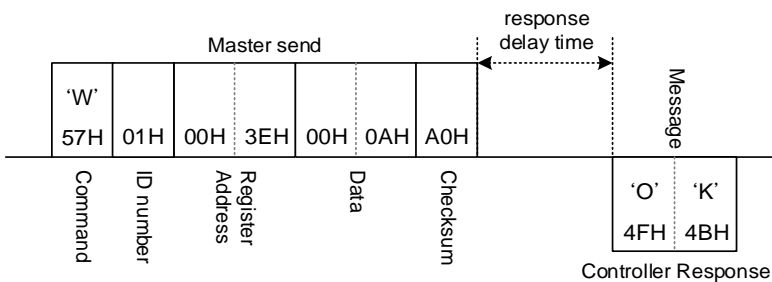 response
delay time
Master send
'W'
57H 01H 00H 3EH 00H 0AH A0H
Command
ID number
Register
Address
Data
Checksum
Message
'O' 'K'
4FH 4BH
Controller Response